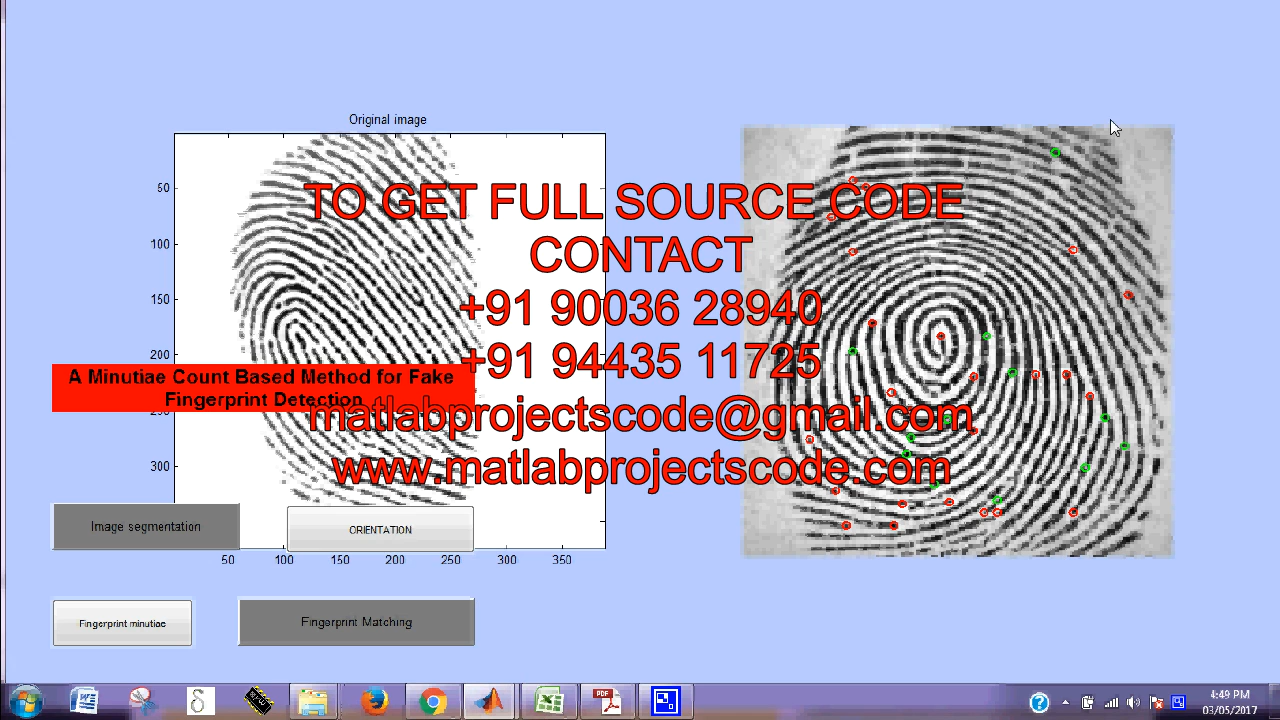 Original image
50
100
150
200
250
300
50 100 150 200 250 300 350
TO GET FULL SOURCE CODE
CONTACT
+91 90036 28940
+91 94435 11725
matlabprojectscode@gmail.com
www.matlabprojectscode.com
A Minutiae Count Based Method for Fake
Fingerprint Detection
Image segmentation
ORIENTATION
Fingerprint minutiae
Fingerprint Matching
PDF
4:49 PM
03/05/2017